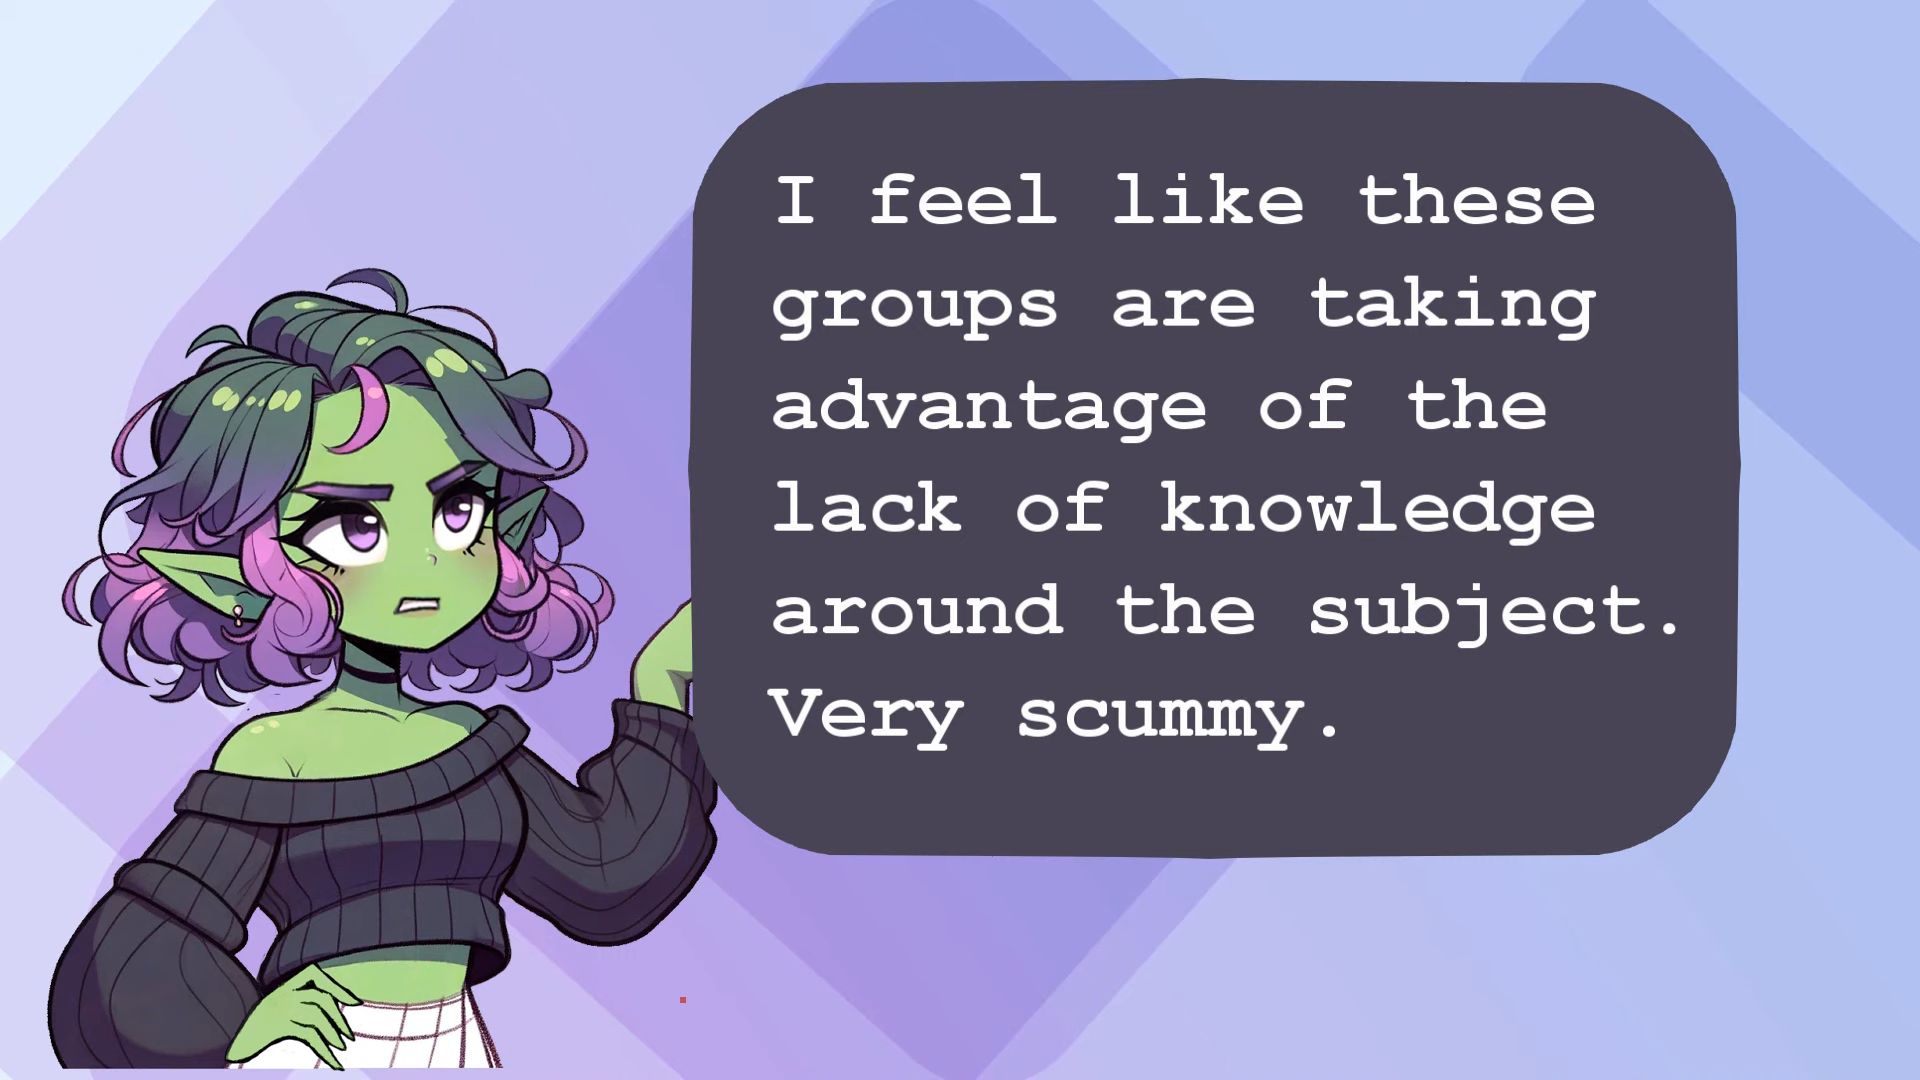 I feel like these
groups are taking
advantage of the
lack of knowledge
around the subject.
Very scummy.